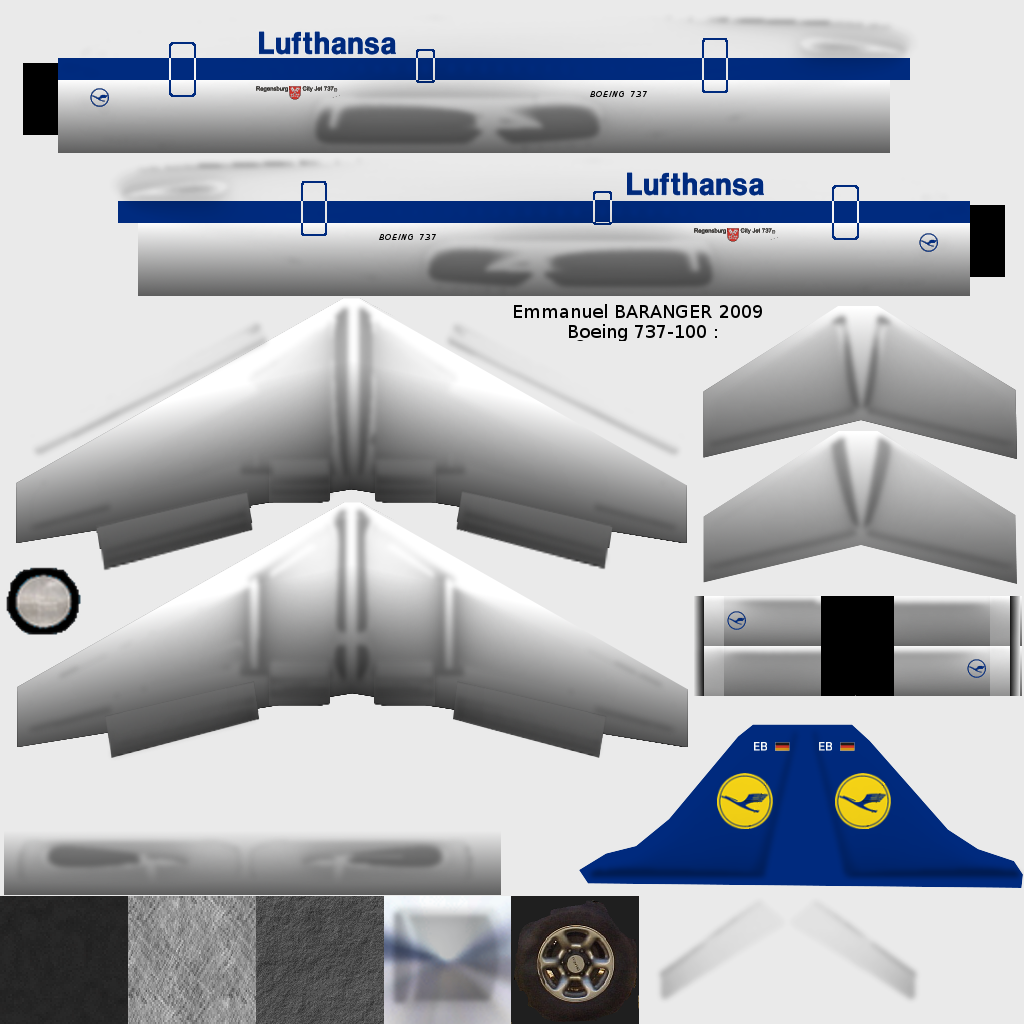 Lufthansa
Regensburg City Jet 737
BOEING 737
Lufthansa
BOEING 737
Regensburg City Jet 737
Emmanuel BARANGER 2009
Boeing 737-100 :
EB EB